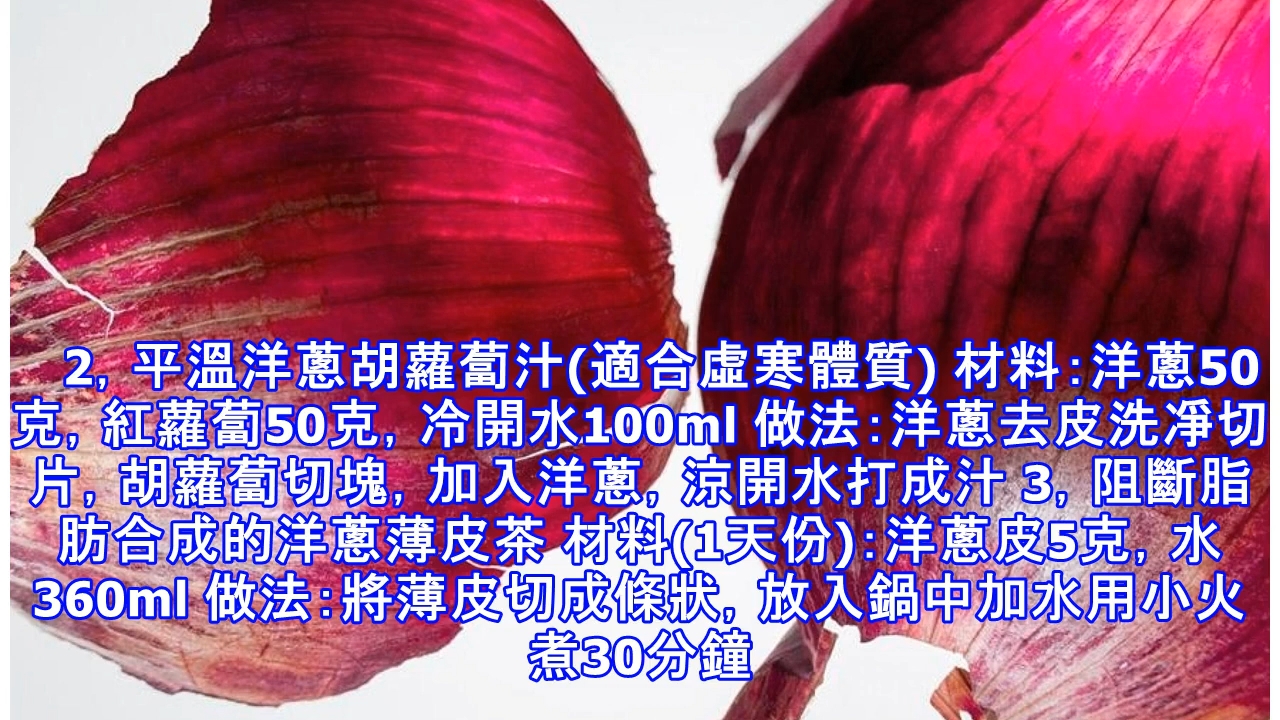 2, 平溫洋蔥胡蘿蔔汁(適合虛寒體質) 材料:洋蔥50
克, 紅蘿蔔50克, 冷開水100ml 做法:洋蔥去皮洗凈切
片, 胡蘿蔔切塊, 加入洋蔥, 涼開水打成汁 3, 阻斷脂
肪合成的洋蔥薄皮茶 材料(1天份):洋蔥皮5克, 水
360ml 做法:將薄皮切成條狀, 放入鍋中加水用小火
煮30分鐘